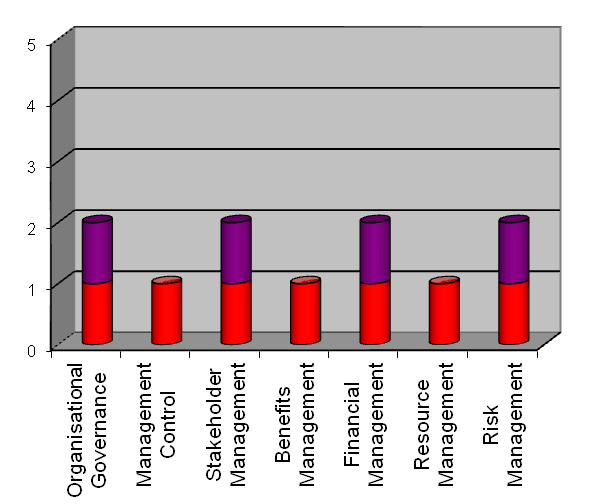 5
4
3
2
1
0
Organisational
Governance
Management
Control
Stakeholder
Management
Benefits
Management
Financial
Management
Resource
Management
Risk
Management